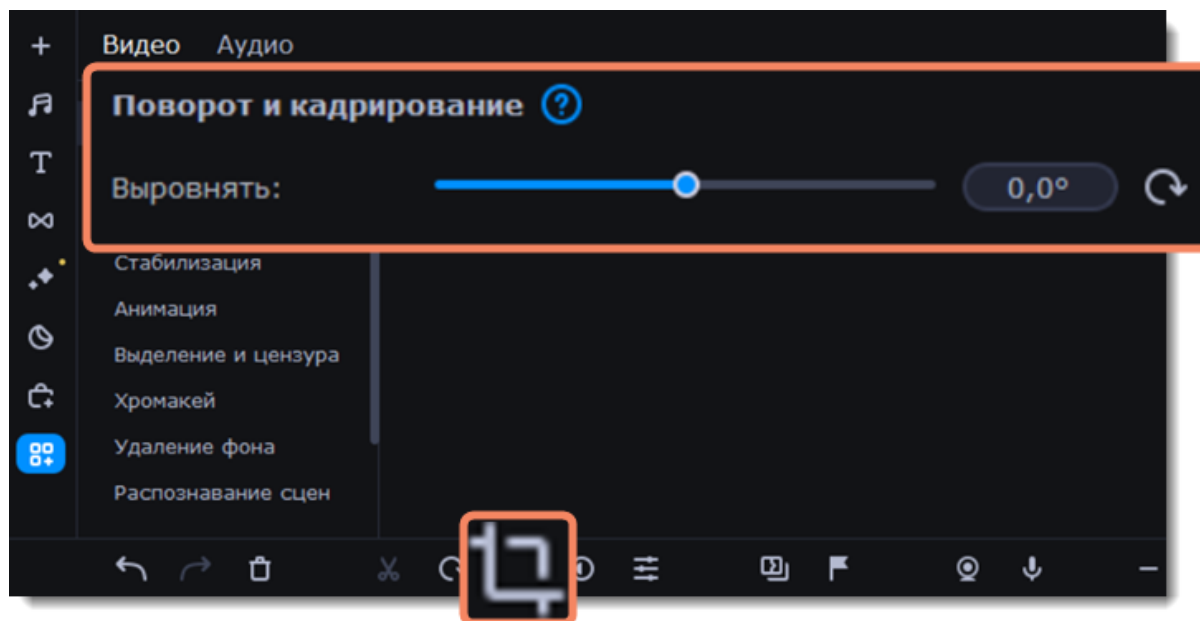 Видео Аудио
Поворот и кадрирование ?
Выровнять: 0,0°
Стабилизация
Анимация
Выделение и цензура
Хромакей
Удаление фона
Распознавание сцен